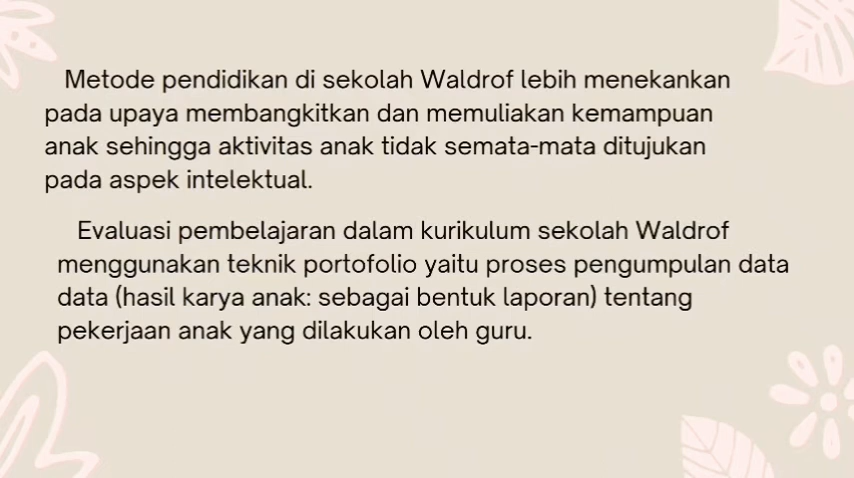 Metode pendidikan di sekolah Waldrof lebih menekankan
pada upaya membangkitkan dan memuliakan kemampuan
anak sehingga aktivitas anak tidak semata-mata ditujukan
pada aspek intelektual.
Evaluasi pembelajaran dalam kurikulum sekolah Waldrof
menggunakan teknik portofolio yaitu proses pengumpulan data
data (hasil karya anak: sebagai bentuk laporan) tentang
pekerjaan anak yang dilakukan oleh guru.